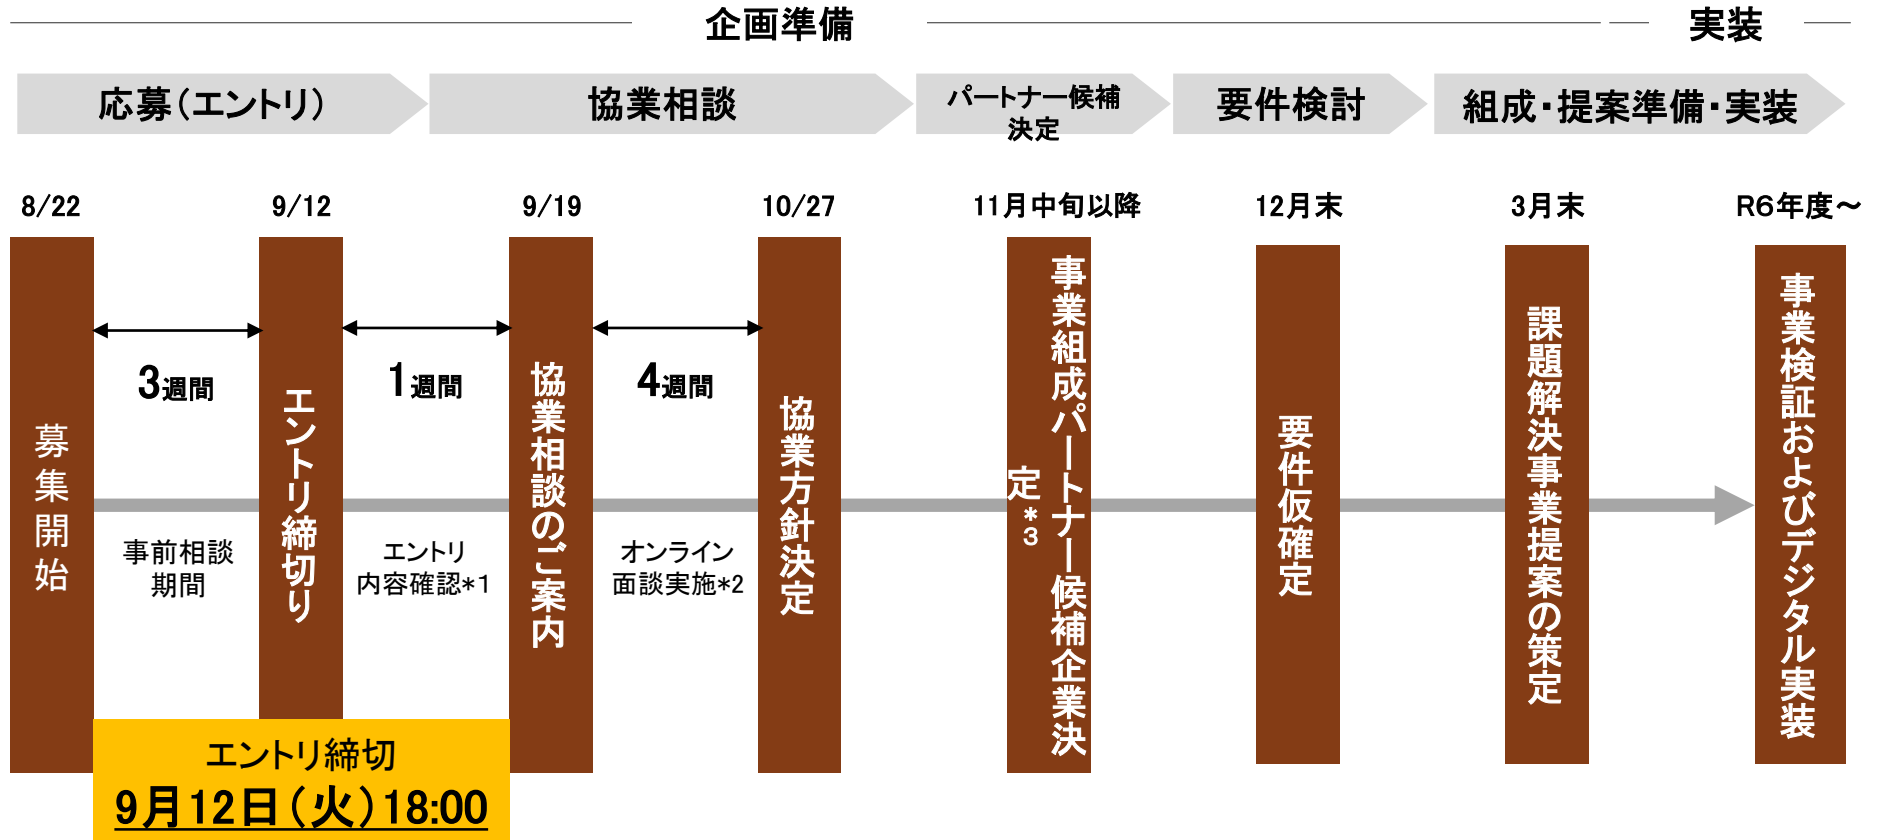 企画準備
実装
応募(エントリ)
協業相談
パートナー候補
決定
要件検討
組成・提案準備・実装
8/22
9/12
9/19
10/27
11月中旬以降
12月末
3月末
R6年度～
募集開始
3週間
事前相談
期間
エントリ締切り
1週間
エントリ
内容確認*1
協業相談のご案内
4週間
オンライン
面談実施*2
協業方針決定
事業組成パートナー候補企業決
定*3
要件仮確定
課題解決事業提案の策定
事業検証およびデジタル実装
エントリ締切
9月12日(火)18:00